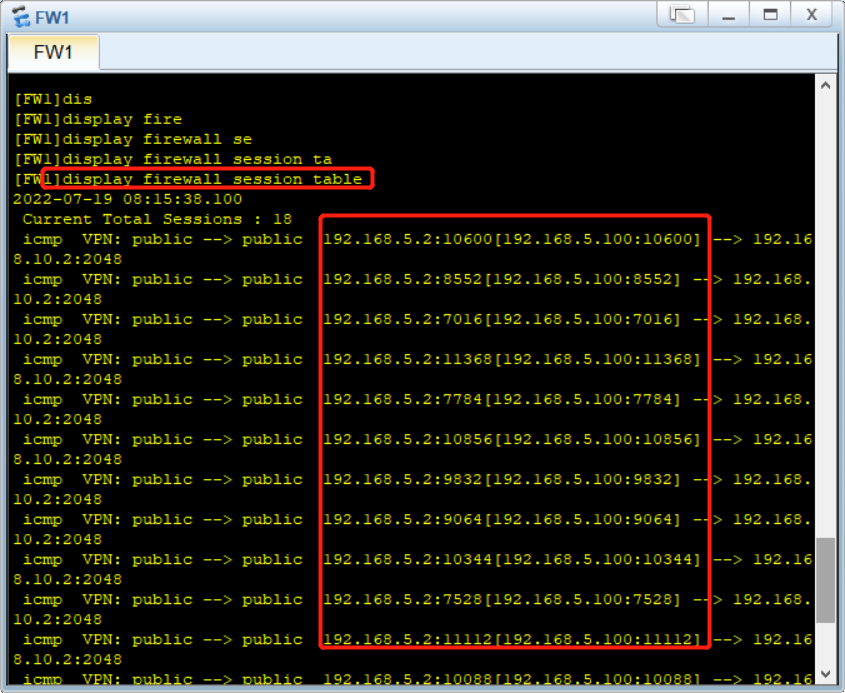 FW1
X
FW1
[FW1]dis
[FW1]display fire
[FW1]display firewall se
[FW1]display firewall session ta
[FW1]display firewall session table
2022-07-19 08:15:38.100
Current Total Sessions : 18
icmp VPN: public --> public 192.168.5.2:10600[192.168.5.100:10600] --> 192.16
8.10.2:2048
icmp VPN: public --> public 192.168.5.2:8552[192.168.5.100:8552] --> 192.168.
10.2:2048
icmp VPN: public --> public 192.168.5.2:7016[192.168.5.100:7016] --> 192.168.
10.2:2048
icmp VPN: public --> public 192.168.5.2:11368[192.168.5.100:11368] --> 192.16
8.10.2:2048
icmp VPN: public --> public 192.168.5.2:7784[192.168.5.100:7784] --> 192.168.
10.2:2048
icmp VPN: public --> public 192.168.5.2:10856[192.168.5.100:10856] --> 192.16
8.10.2:2048
icmp VPN: public --> public 192.168.5.2:9832[192.168.5.100:9832] --> 192.168.
10.2:2048
icmp VPN: public --> public 192.168.5.2:9064[192.168.5.100:9064] --> 192.168.
10.2:2048
icmp VPN: public --> public 192.168.5.2:10344[192.168.5.100:10344] --> 192.16
8.10.2:2048
icmp VPN: public --> public 192.168.5.2:7528[192.168.5.100:7528] --> 192.168.
10.2:2048
icmp VPN: public --> public 192.168.5.2:11112[192.168.5.100:11112] --> 192.16
8.10.2:2048
icmp VPN: public --> public 192.168.5.2:10088[192.168.5.100:10088] --> 192.16